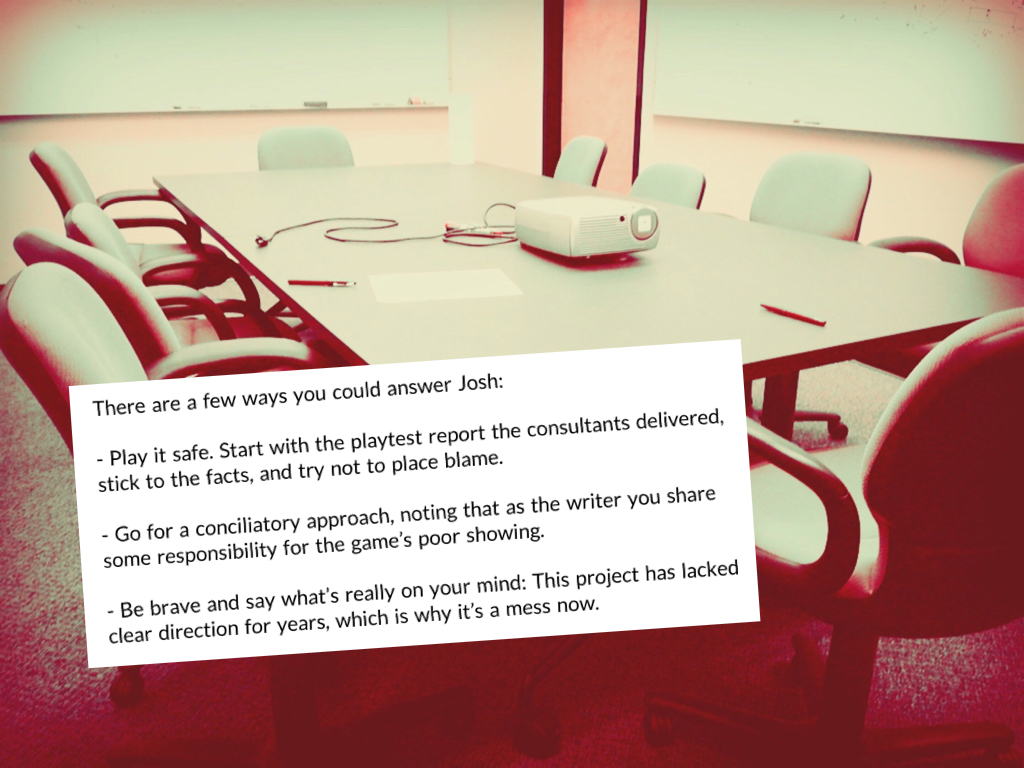 There are a few ways you could answer Josh:
- Play it safe. Start with the playtest report the consultants delivered,
stick to the facts, and try not to place blame.
- Go for a conciliatory approach, noting that as the writer you share
some responsibility for the game’s poor showing.
- Be brave and say what’s really on your mind: This project has lacked
clear direction for years, which is why it’s a mess now.